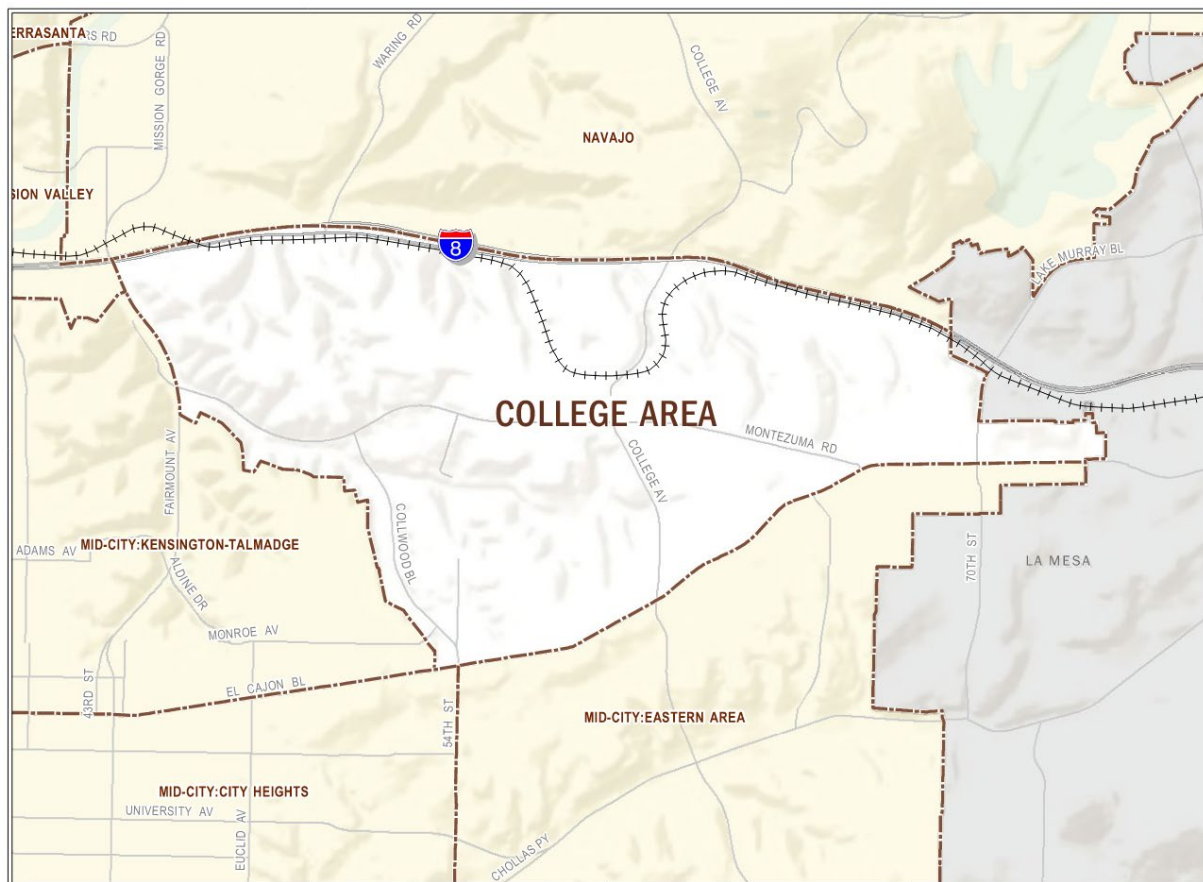 ERRASANTA
RS RD
MISSION GORGE RD
WARING RD
COLLEGE AV
NAVAJO
SION VALLEY
8
LAKE MURRAY BL
COLLEGE AREA
MONTEZUMA RD
COLLEGE AV
FAIRMOUNT AV
COLLWOOD BL
ADAMS AV
MID-CITY:KENSINGTON-TALMADGE
ALDINE DR
70TH ST
LA MESA
MONROE AV
43RD ST
EL CAJON BL
54TH ST
MID-CITY:EASTERN AREA
MID-CITY:CITY HEIGHTS
UNIVERSITY AV
EUCLID AV
CHOLLAS PY